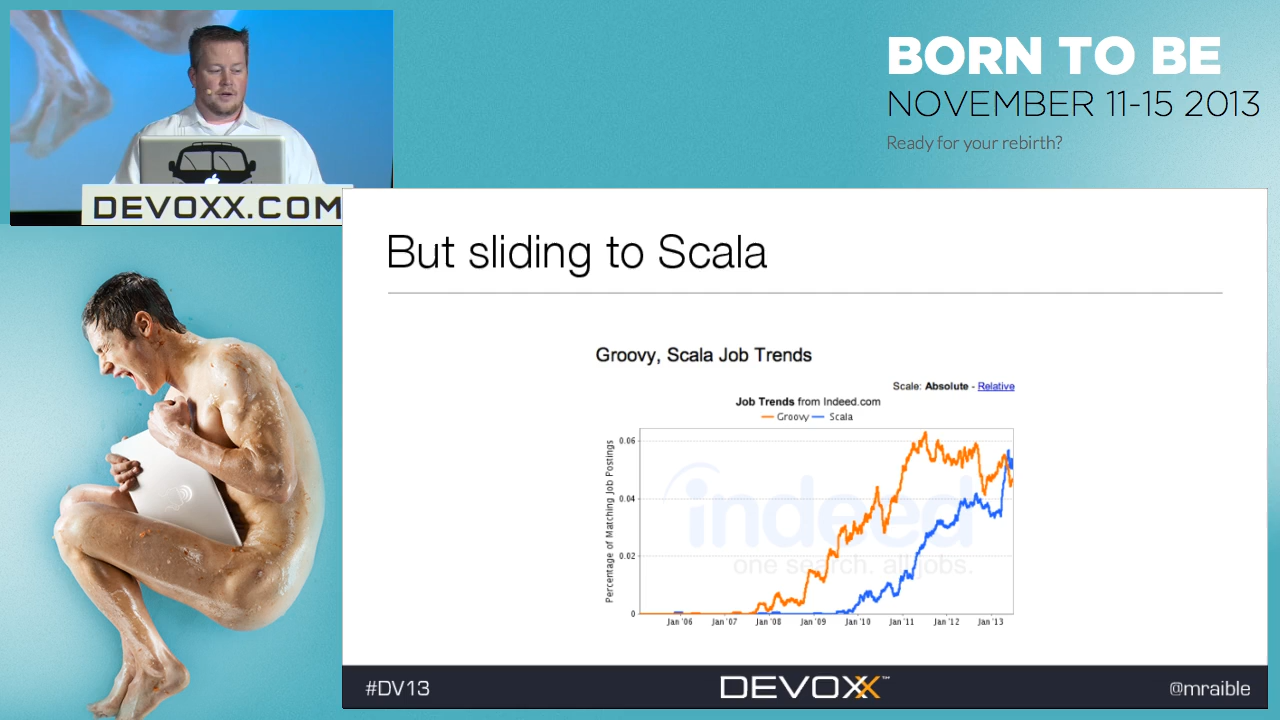 BORN TO BE
NOVEMBER 11-15 2013
Ready for your rebirth?
DEVOXX.COM
But sliding to Scala
Groovy, Scala Job Trends
Scale: Absolute - Relative
Job Trends from Indeed.com
Groovy Scala
Percentage of Matching Job Postings
0.06
0.04
0.02
0
indeed
one search. all jobs.
Jan '06 Jan '07 Jan '08 Jan '09 Jan '10 Jan '11 Jan '12 Jan '13
#DV13
DEVOXX™
@mraible